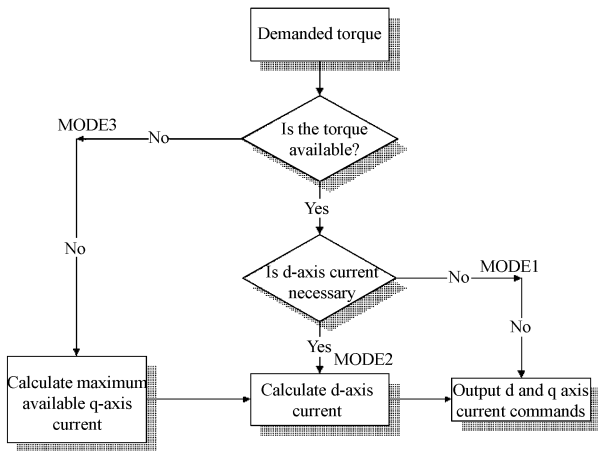 Demanded torque
Is the torque
available?
MODE3
No
Yes
No
Is d-axis current
necessary
No
MODE1
No
Yes
MODE2
Calculate maximum
available q-axis
current
Calculate d-axis
current
Output d and q axis
current commands